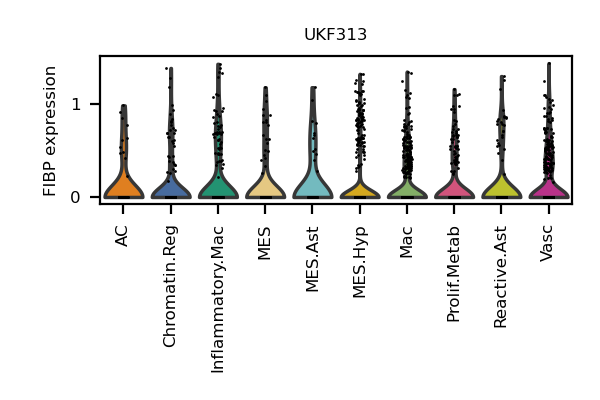 UKF313
FIBP expression
1
0
AC
Chromatin.Reg
Inflammatory.Mac
MES
MES.Ast
MES.Hyp
Mac
Prolif.Metab
Reactive.Ast
Vasc